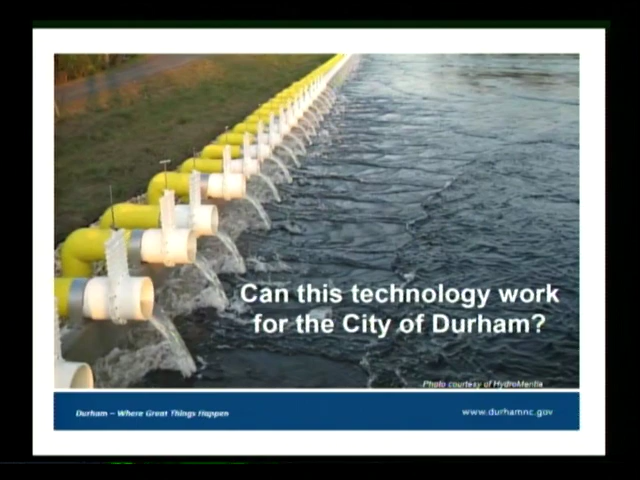 Can this technology work
for the City of Durham?
Photo courtesy of HydroMentia
Durham – Where Great Things Happen
www.durhamnc.gov